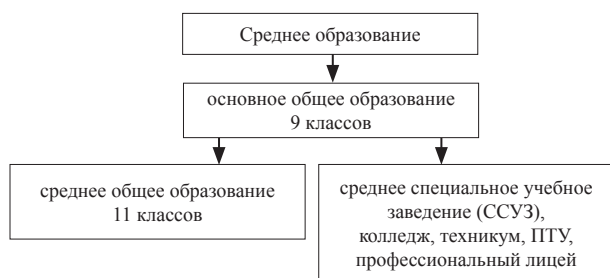 Среднее образование
основное общее образование
9 классов
среднее общее образование
11 классов
среднее специальное учебное
заведение (ССУЗ),
колледж, техникум, ПТУ,
профессиональный лицей